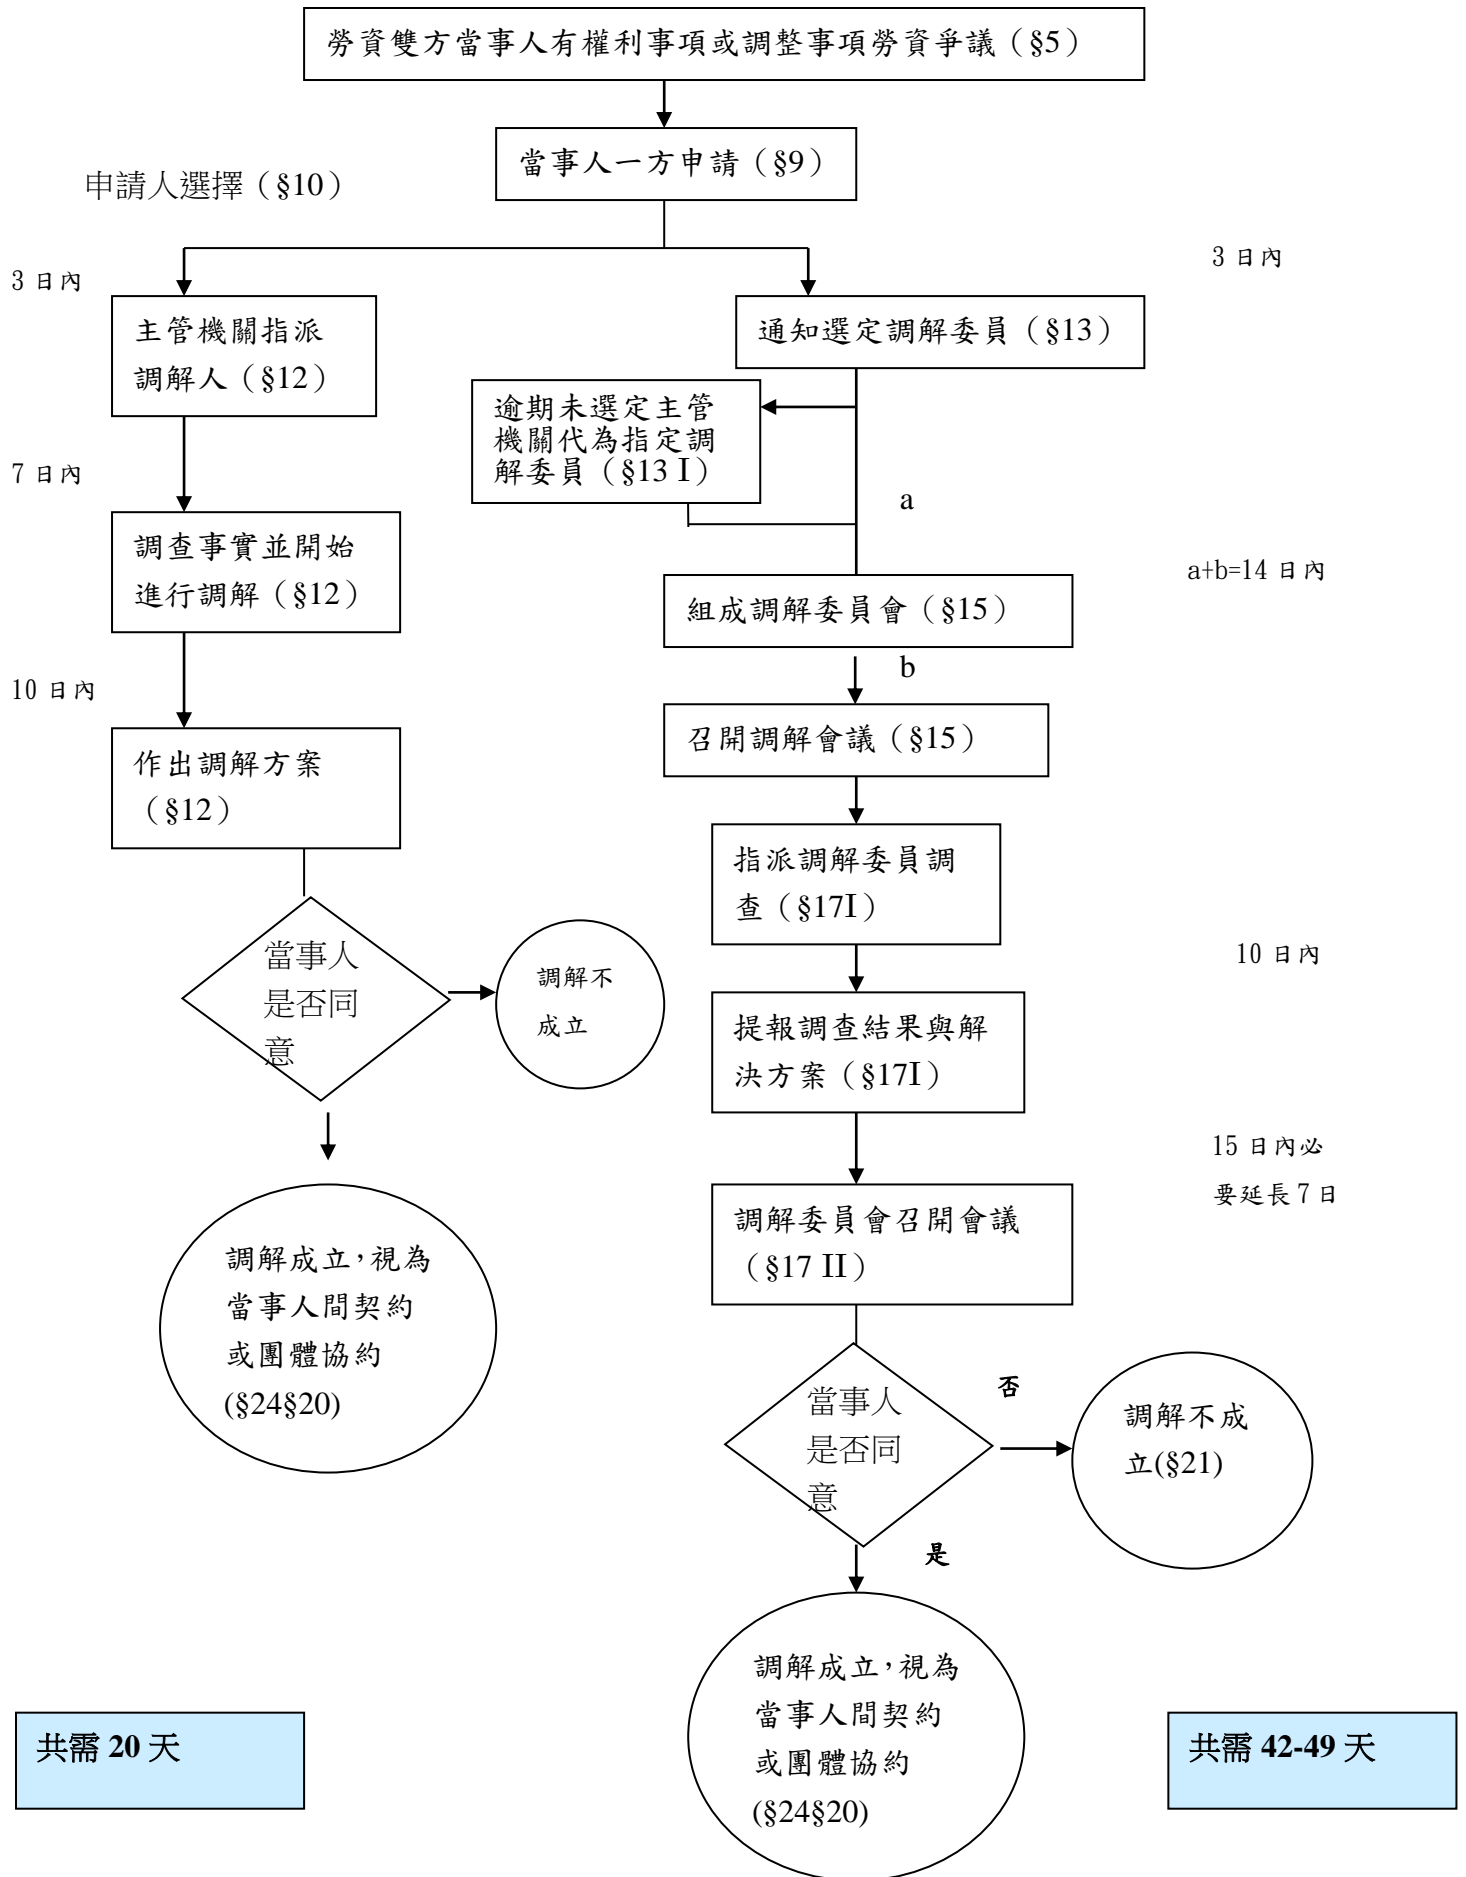 勞資雙方當事人有權利事項或調整事項勞資爭議（§5）
當事人一方申請（§9）
申請人選擇（§10）
3 日內
3 日內
主管機關指派
調解人（§12）
通知選定調解委員（§13）
逾期未選定主管
機關代為指定調
解委員（§13 I）
7 日內
a
調查事實並開始
進行調解（§12）
a+b=14 日內
組成調解委員會（§15）
b
10 日內
召開調解會議（§15）
作出調解方案
（§12）
指派調解委員調
查（§17I）
當事人
是否同
意
調解不
成立
10 日內
提報調查結果與解
決方案（§17I）
15 日內必
要延長 7 日
調解委員會召開會議
（§17 II）
調解成立，視為
當事人間契約
或團體協約
(§24§20)
當事人
是否同
意
否
調解不成
立(§21)
是
調解成立，視為
當事人間契約
或團體協約
(§24§20)
共需 20 天
共需 42-49 天